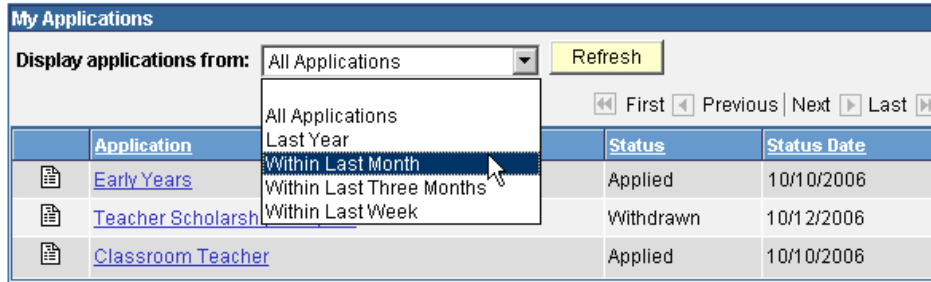 My Applications
Display applications from: All Applications Refresh
All Applications
First Previous Next Last
Last Year
Application Status Status Date
Within Last Month
Early Years Applied 10/10/2006
Within Last Three Months
Teacher Withdrawn 10/12/2006
Within Last Week
Classroom Teacher Applied 10/10/2006